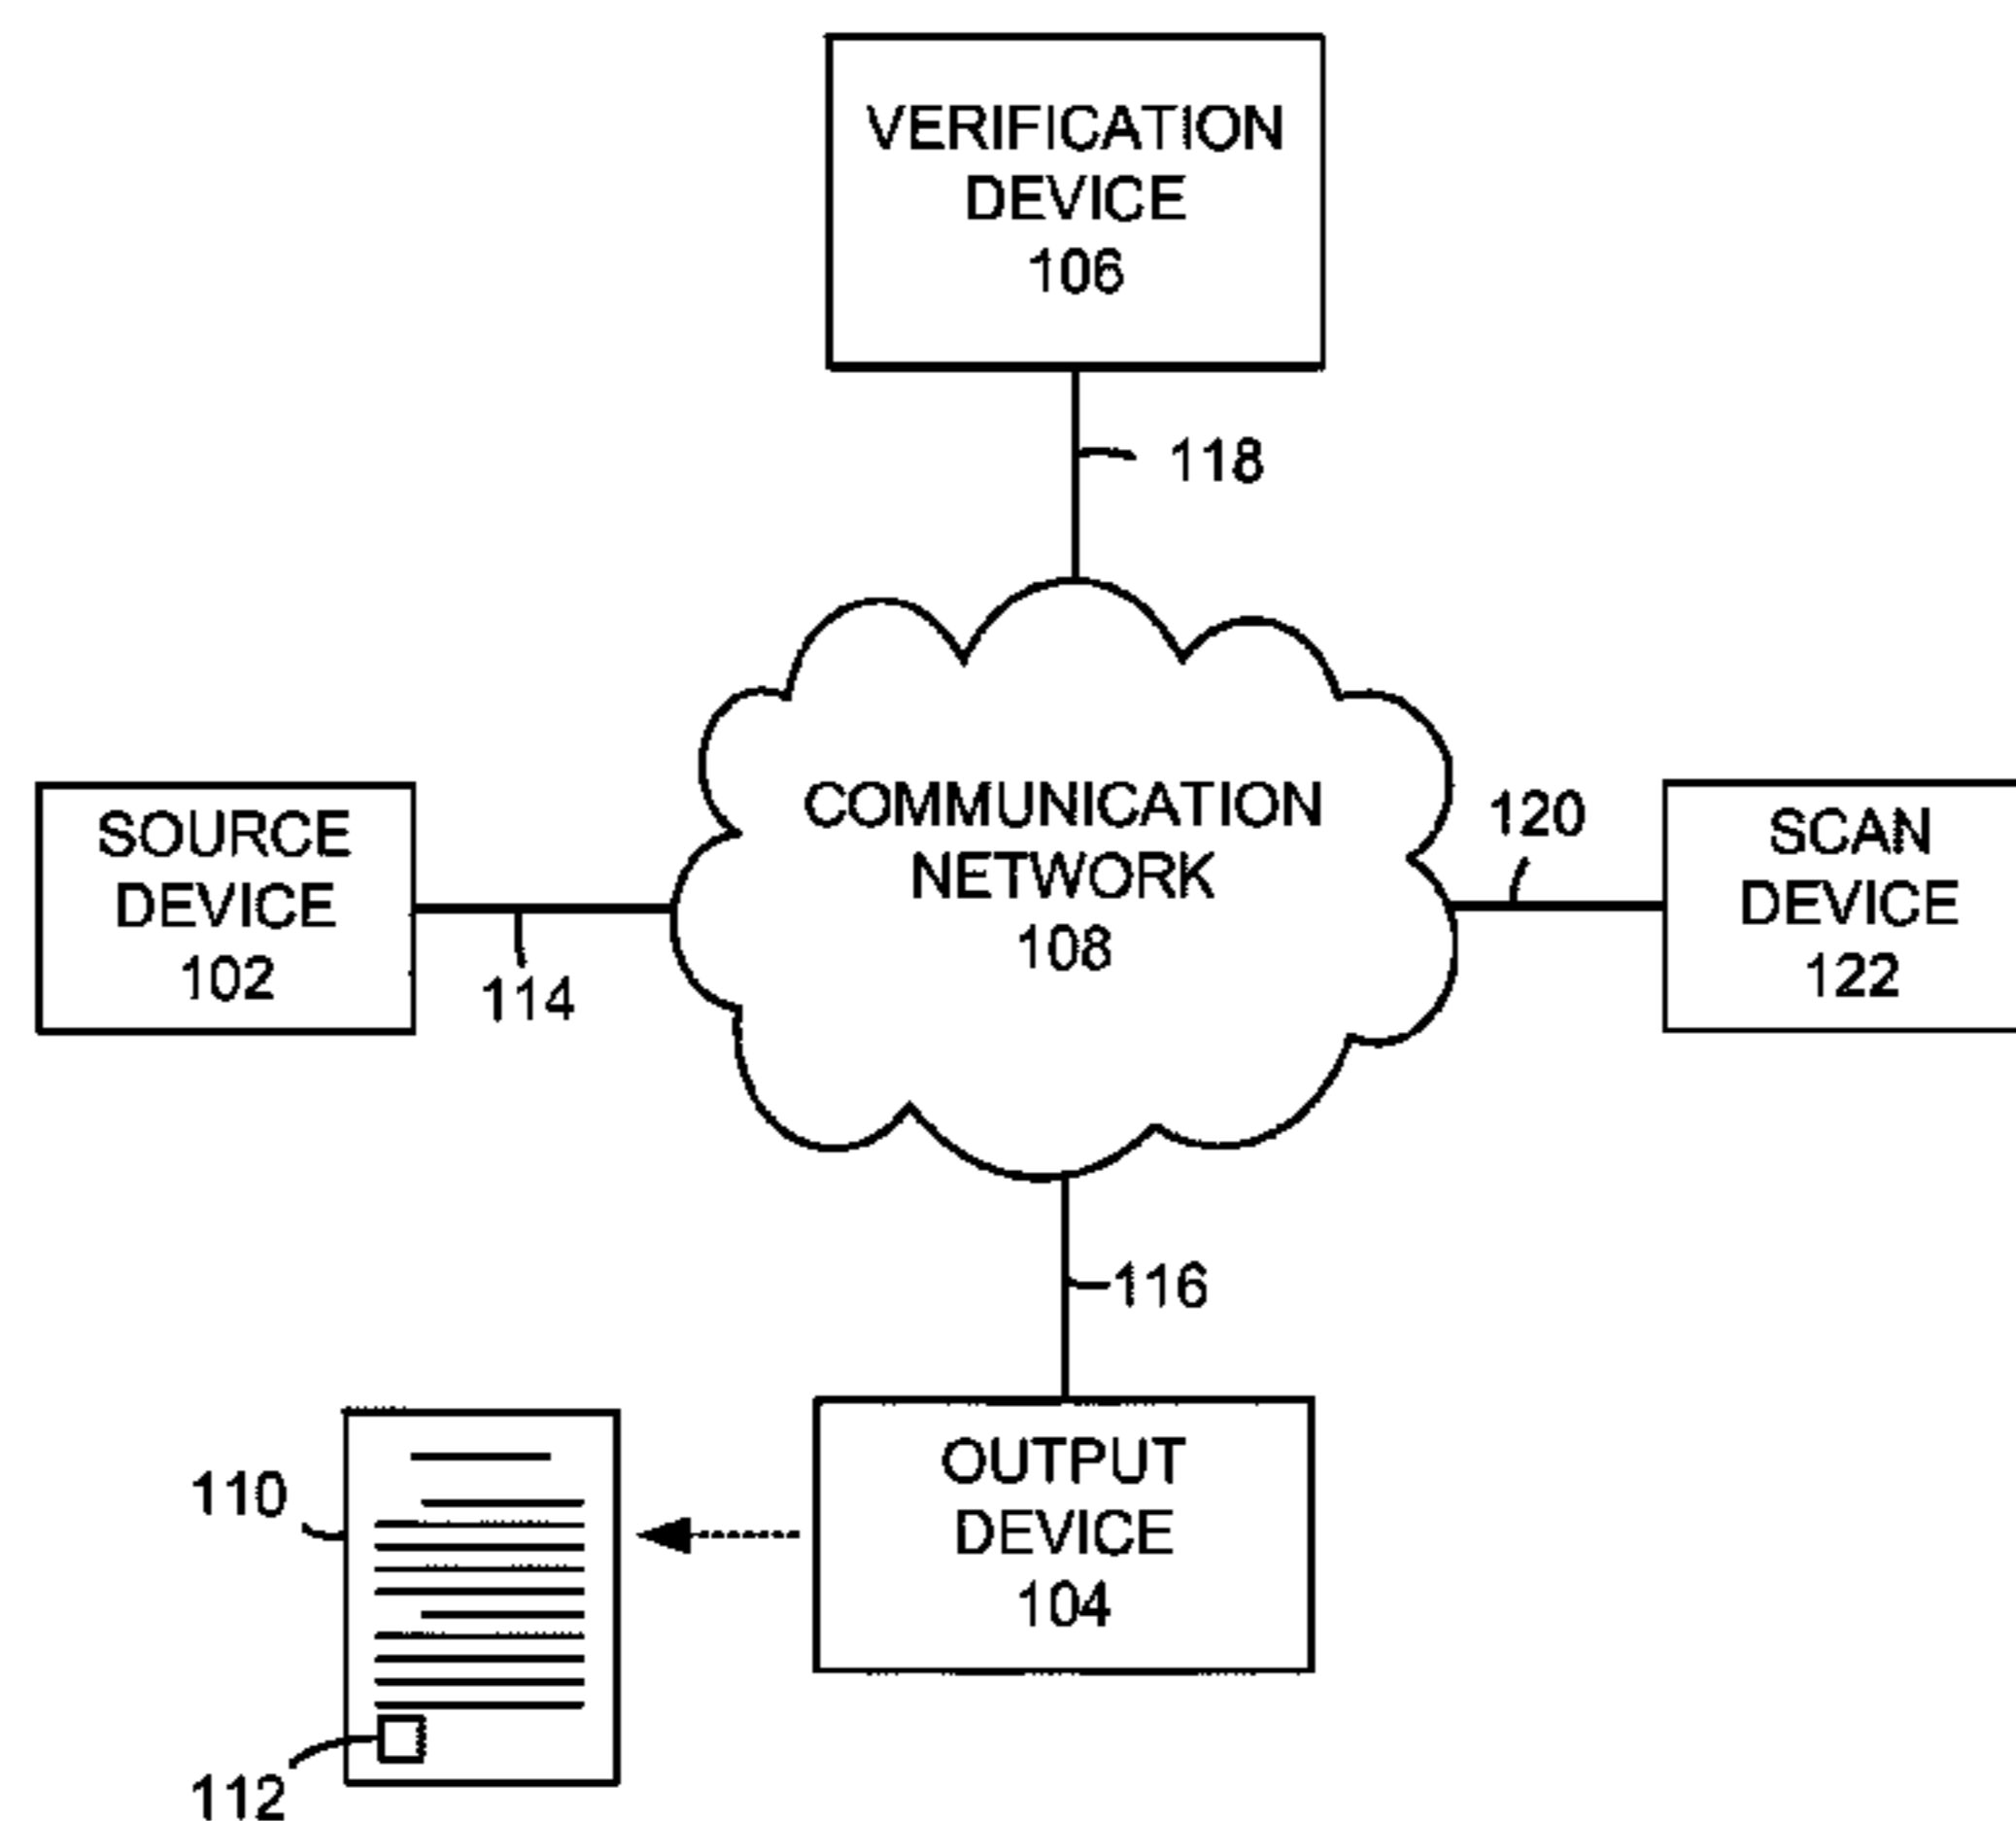 VERIFICATION
DEVICE
106
118
COMMUNICATION
NETWORK
108
SOURCE
DEVICE
102
114
120
SCAN
DEVICE
122
116
OUTPUT
DEVICE
104
110
112